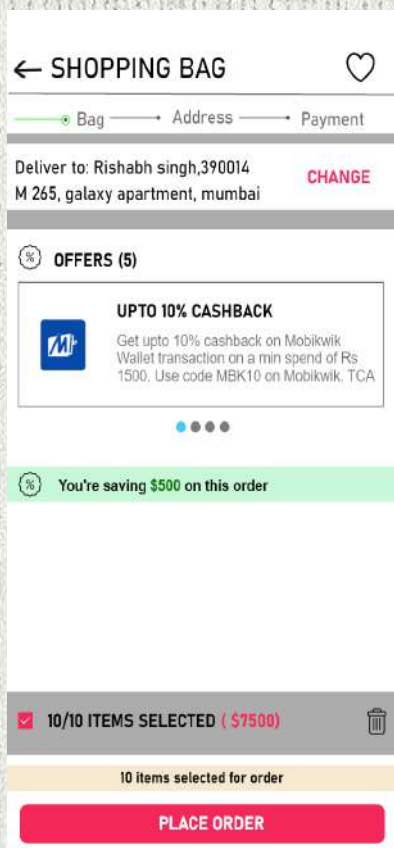 ← SHOPPING BAG
Bag Address Payment
Deliver to: Rishabh singh,390014
M 265, galaxy apartment, mumbai
CHANGE
% OFFERS (5)
UPTO 10% CASHBACK
Get upto 10% cashback on Mobikwik
Wallet transaction on a min spend of Rs
1500. Use code MBK10 on Mobikwik. TCA
% You're saving $500 on this order
10/10 ITEMS SELECTED ( $7500)
10 items selected for order
PLACE ORDER